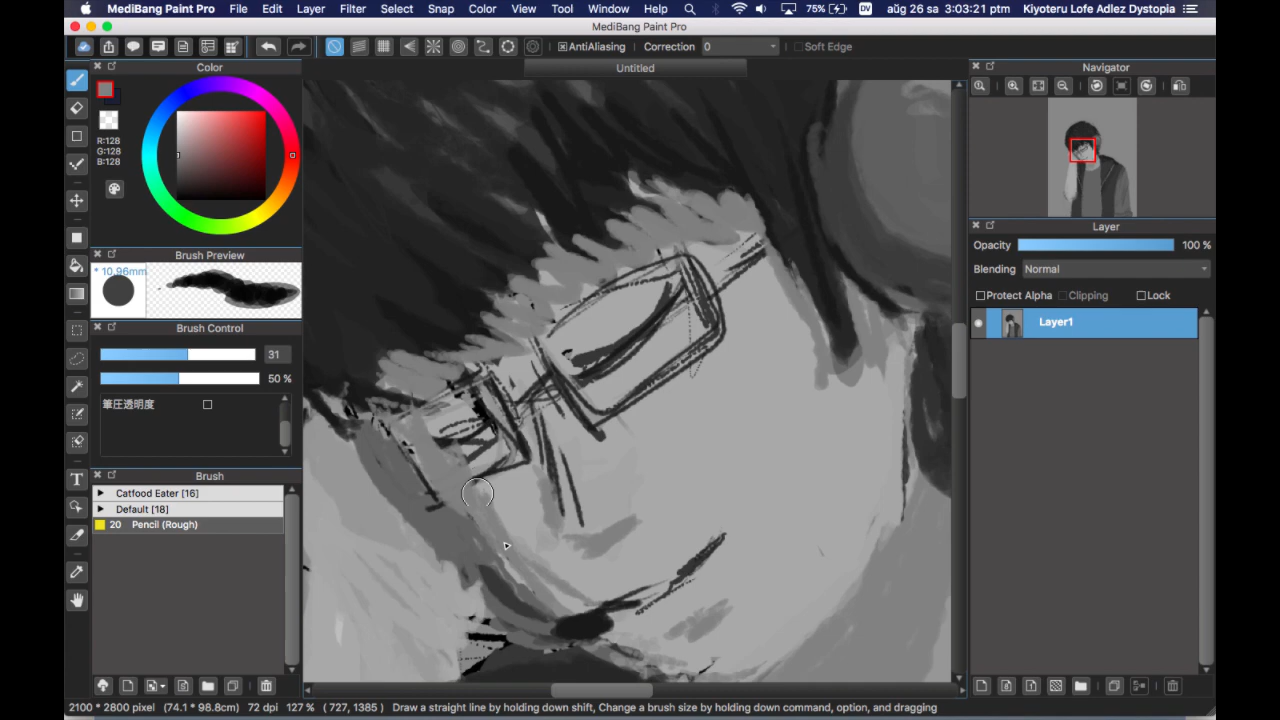 MediBang Paint Pro File Edit Layer Filter Select Snap Color View Tool Window Help 75% DV aŭg 26 sa 3:03:21 ptm Kiyoteru Lofe Adlez Dystopia
MediBang Paint Pro
AntiAliasing Correction 0 Soft Edge
Color
Untitled
Navigator
R:128
G:128
B:128
Layer
Opacity 100 %
Brush Preview
* 10.96mm
Blending Normal
Protect Alpha Clipping Lock
Brush Control
Layer1
31
50 %
筆圧透明度
Brush
T
Catfood Eater [16]
Default [18]
20 Pencil (Rough)
2100 * 2800 pixel (74.1 * 98.8cm) 72 dpi 127 % ( 727, 1385 ) Draw a straight line by holding down shift, Change a brush size by holding down command, option, and dragging